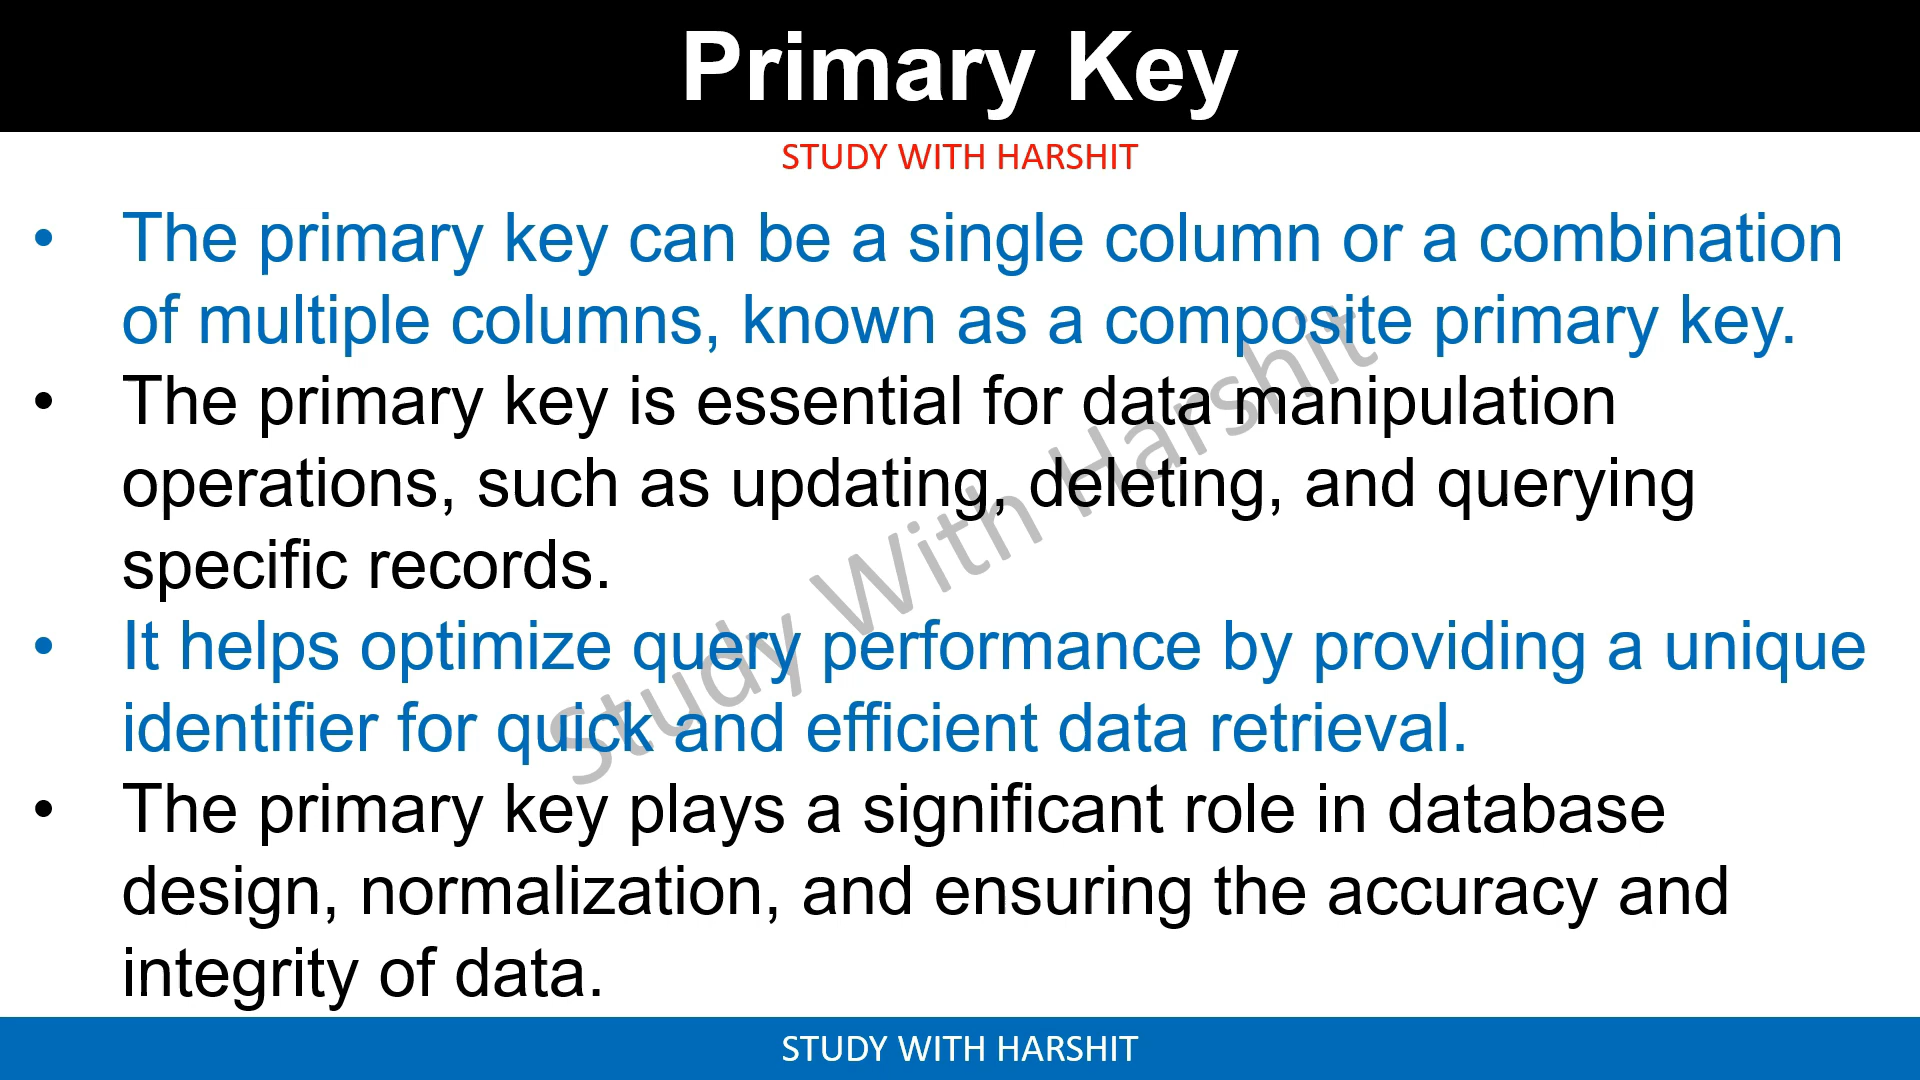 Primary Key
STUDY WITH HARSHIT
• The primary key can be a single column or a combination
of multiple columns, known as a composite primary key.
• The primary key is essential for data manipulation
operations, such as updating, deleting, and querying
specific records.
• It helps optimize query performance by providing a unique
identifier for quick and efficient data retrieval.
• The primary key plays a significant role in database
design, normalization, and ensuring the accuracy and
integrity of data.
Study With Harshit
STUDY WITH HARSHIT